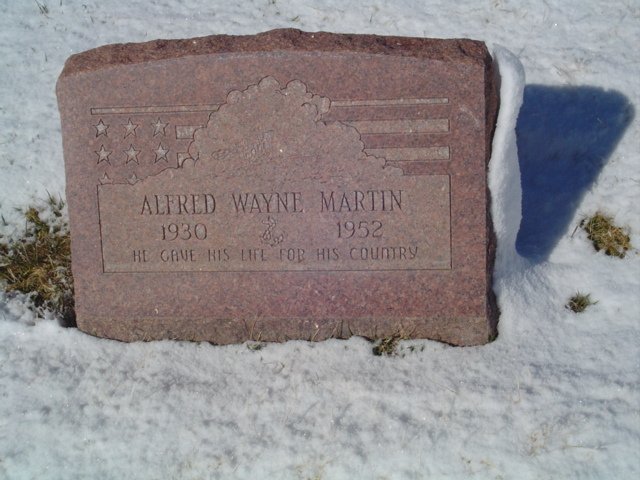 ALFRED WAYNE MARTIN
1930 1952
HE GAVE HIS LIFE FOR HIS COUNTRY